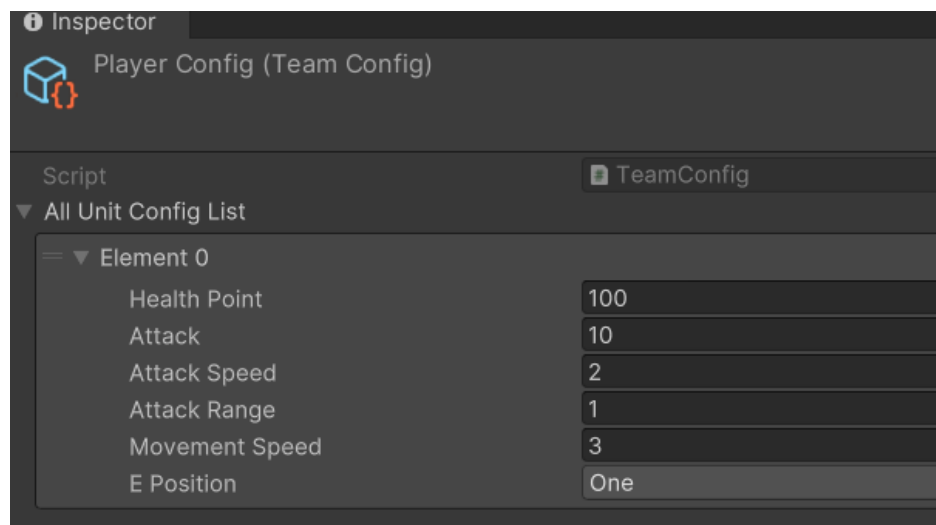 Inspector
Player Config (Team Config)
Script TeamConfig
All Unit Config List
Element 0
Health Point 100
Attack 10
Attack Speed 2
Attack Range 1
Movement Speed 3
E Position One